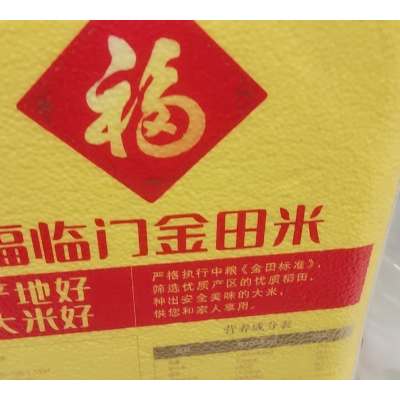 福
福临门金田米
产地好
大米好
严格执行中粮《金田标准》,
筛选优质产区的优质稻田,
种出安全美味的大米,
供您和家人享用。
营养成分表